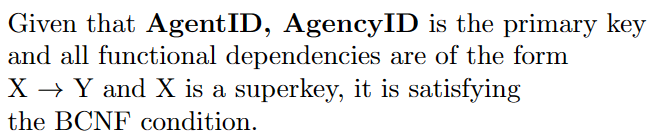 Given that AgentID, AgencyID is the primary key
and all functional dependencies are of the form
X → Y and X is a superkey, it is satisfying
the BCNF condition.